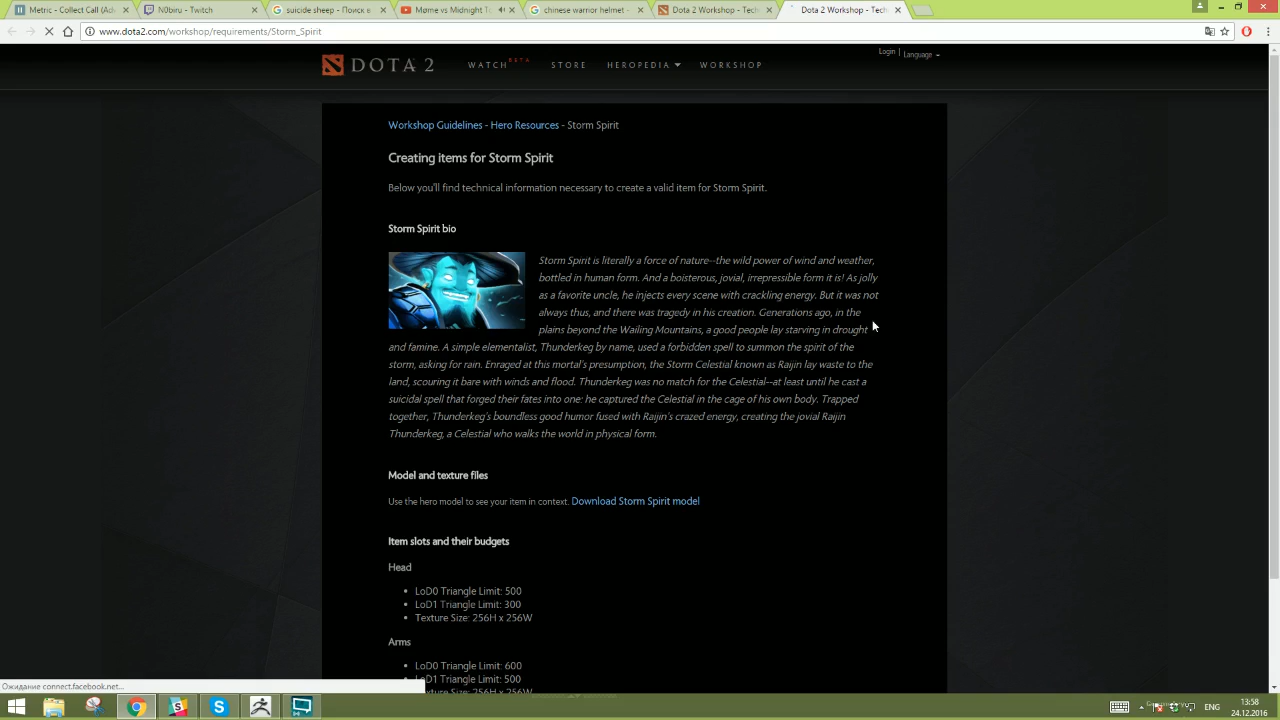 Metric - Collect Call (Ad
N0biru - Twitch
suicide sheep - Поиск в
Møme vs Midnight T
chinese warrior helmet -
Dota 2 Workshop - Tech
Dota 2 Workshop - Tech
www.dota2.com/workshop/requirements/Storm_Spirit
Login | Language
DOTA 2 WATCH BETA STORE HEROPEDIA WORKSHOP
Workshop Guidelines - Hero Resources - Storm Spirit
Creating items for Storm Spirit
Below you'll find technical information necessary to create a valid item for Storm Spirit.
Storm Spirit bio
Storm Spirit is literally a force of nature--the wild power of wind and weather,
bottled in human form. And a boisterous, jovial, irrepressible form it is! As jolly
as a favorite uncle, he injects every scene with crackling energy. But it was not
always thus, and there was tragedy in his creation. Generations ago, in the
plains beyond the Wailing Mountains, a good people lay starving in drought
and famine. A simple elementalist, Thunderkeg by name, used a forbidden spell to summon the spirit of the
storm, asking for rain. Enraged at this mortal's presumption, the Storm Celestial known as Raijin lay waste to the
land, scouring it bare with winds and flood. Thunderkeg was no match for the Celestial--at least until he cast a
suicidal spell that forged their fates into one: he captured the Celestial in the cage of his own body. Trapped
together, Thunderkeg's boundless good humor fused with Raijin's crazed energy, creating the jovial Raijin
Thunderkeg, a Celestial who walks the world in physical form.
Model and texture files
Use the hero model to see your item in context. Download Storm Spirit model
Item slots and their budgets
Head
LoD0 Triangle Limit: 500
LoD1 Triangle Limit: 300
Texture Size: 256H x 256W
Arms
LoD0 Triangle Limit: 600
LoD1 Triangle Limit: 500
Texture Size: 256H x 256W
Ожидание connect.facebook.net...
ENG
13:58
24.12.2016